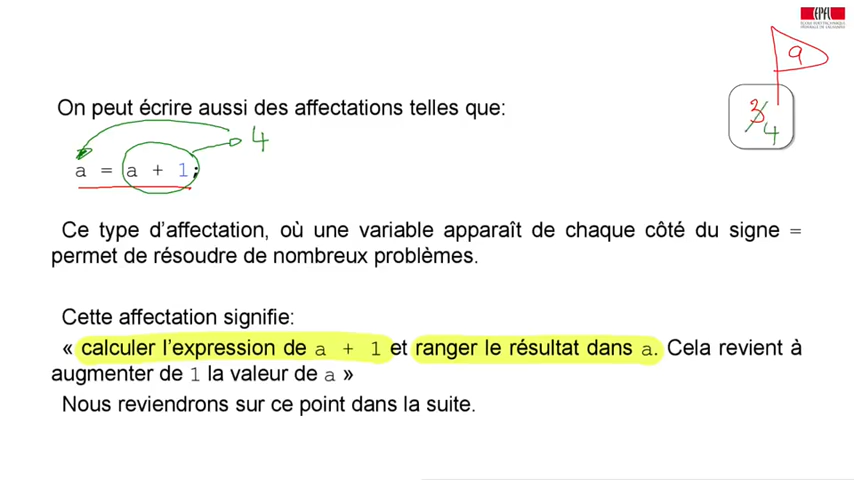 EPFL
On peut écrire aussi des affectations telles que:
a
3
4
4
a = a + 1;
Ce type d'affectation, où une variable apparaît de chaque côté du signe =
permet de résoudre de nombreux problèmes.
Cette affectation signifie:
« calculer l'expression de a + 1 et ranger le résultat dans a. Cela revient à
augmenter de 1 la valeur de a »
Nous reviendrons sur ce point dans la suite.